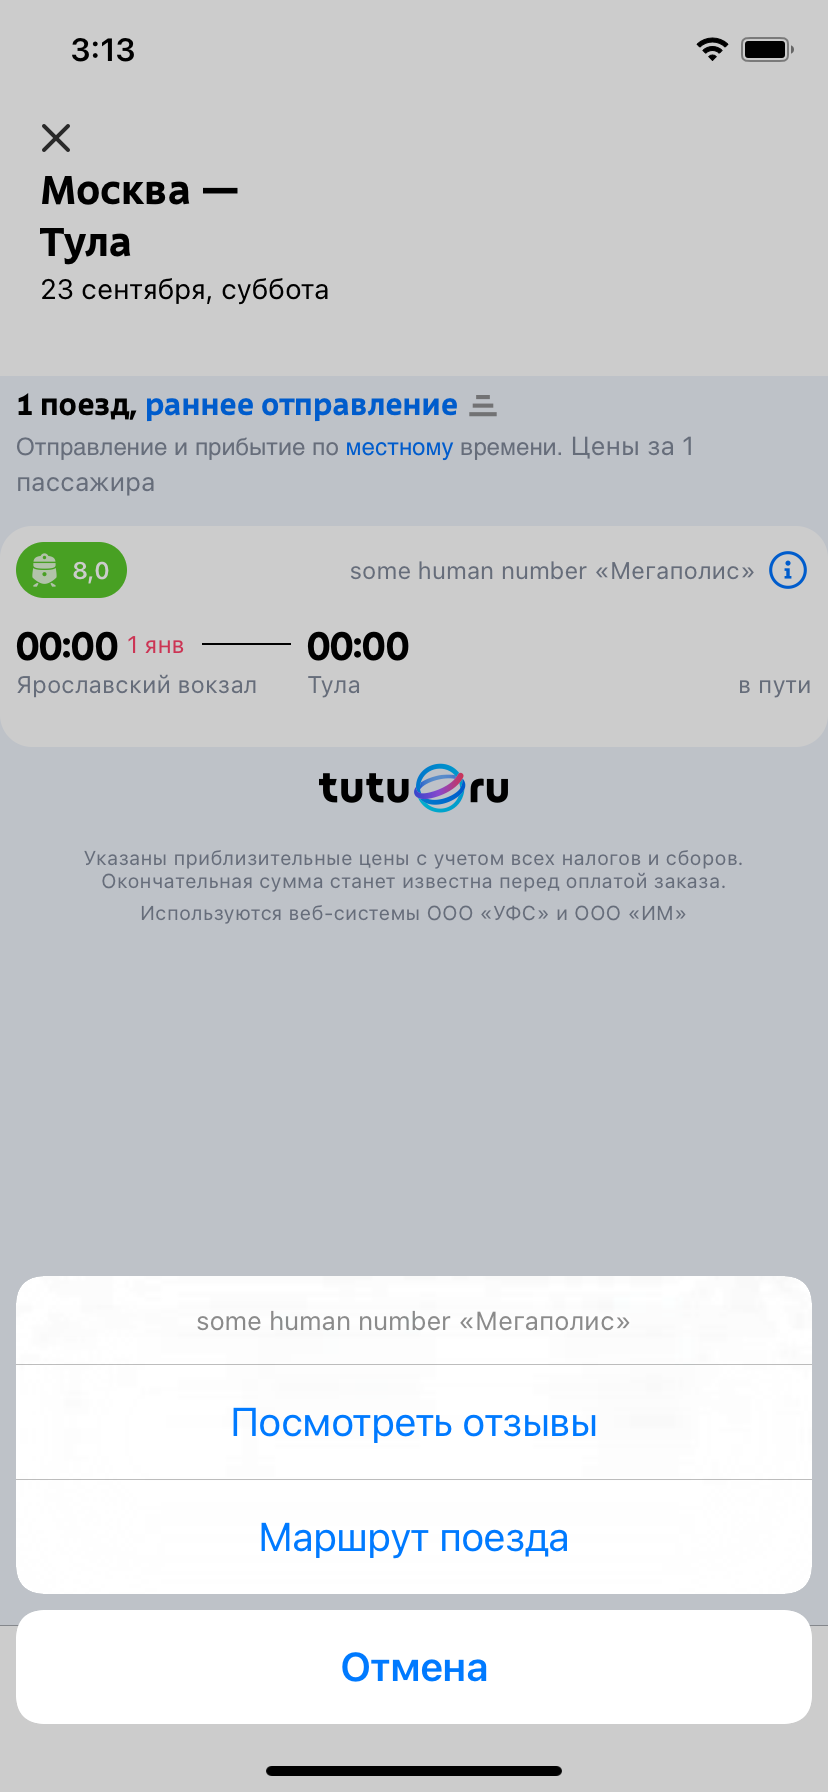 3:13
Москва —
Тула
23 сентября, суббота
1 поезд, раннее отправление
Отправление и прибытие по местному времени. Цены за 1
пассажира
8,0
some human number «Мегаполис»
00:00 1 янв 00:00
Ярославский вокзал Тула в пути
tutu ru
Указаны приблизительные цены с учетом всех налогов и сборов.
Окончательная сумма станет известна перед оплатой заказа.
Используются веб-системы ООО «УФС» и ООО «ИМ»
some human number «Мегаполис»
Посмотреть отзывы
Маршрут поезда
Отмена